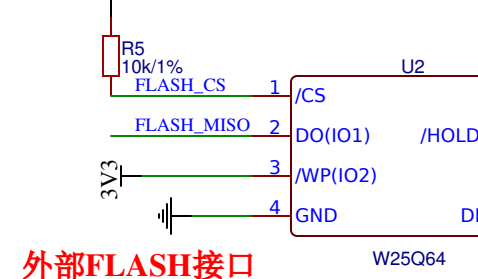 R5
10k/1%
U2
FLASH_CS 1 /CS
FLASH_MISO 2 DO(IO1) /HOLD
3V3 3 /WP(IO2)
4 GND
W25Q64
外部FLASH接口